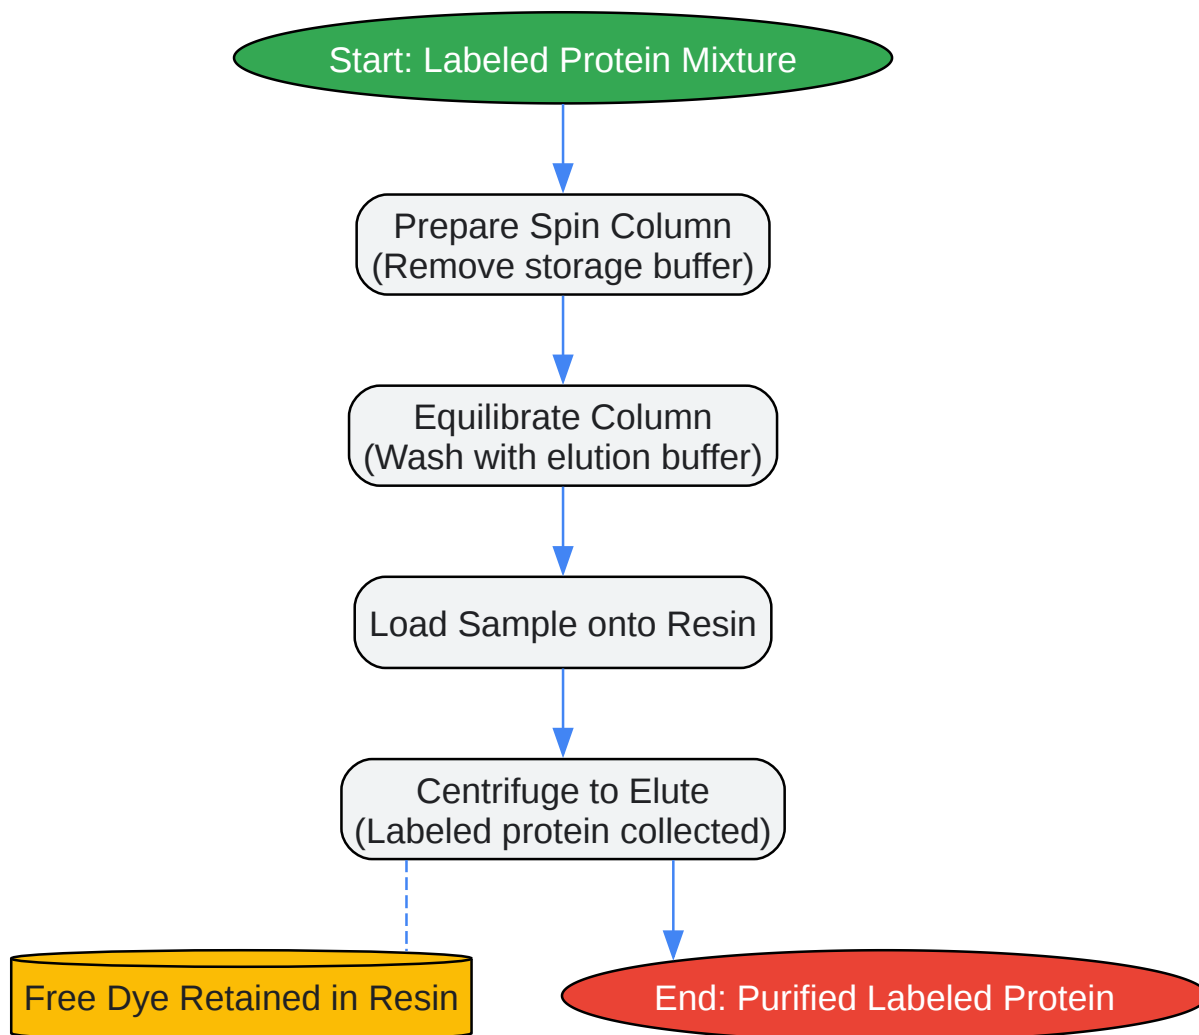 Start: Labeled Protein Mixture
Prepare Spin Column
(Remove storage buffer)
Equilibrate Column
(Wash with elution buffer)
Load Sample onto Resin
Centrifuge to Elute
(Labeled protein collected)
Free Dye Retained in Resin
End: Purified Labeled Protein